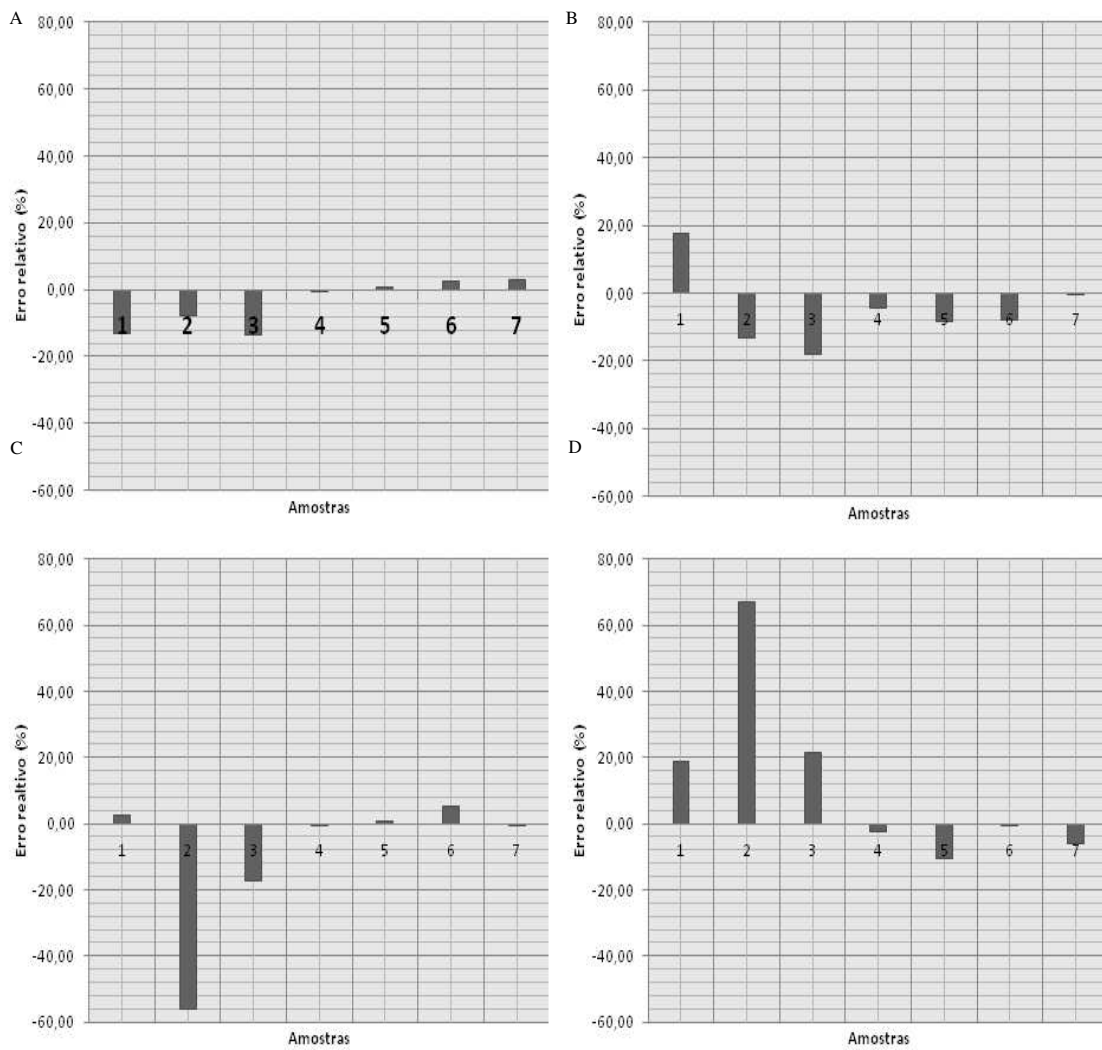 A
Erro relativo (%)
80,00
60,00
40,00
20,00
0,00
-20,00
-40,00
-60,00
1 2 3 4 5 6 7
Amostras
B
Erro relativo (%)
80,00
60,00
40,00
20,00
0,00
-20,00
-40,00
-60,00
1 2 3 4 5 6 7
Amostras
C
Erro realtivo (%)
80,00
60,00
40,00
20,00
0,00
-20,00
-40,00
-60,00
1 2 3 4 5 6 7
Amostras
D
Erro relativo (%)
80,00
60,00
40,00
20,00
0,00
-20,00
-40,00
-60,00
1 2 3 4 5 6 7
Amostras